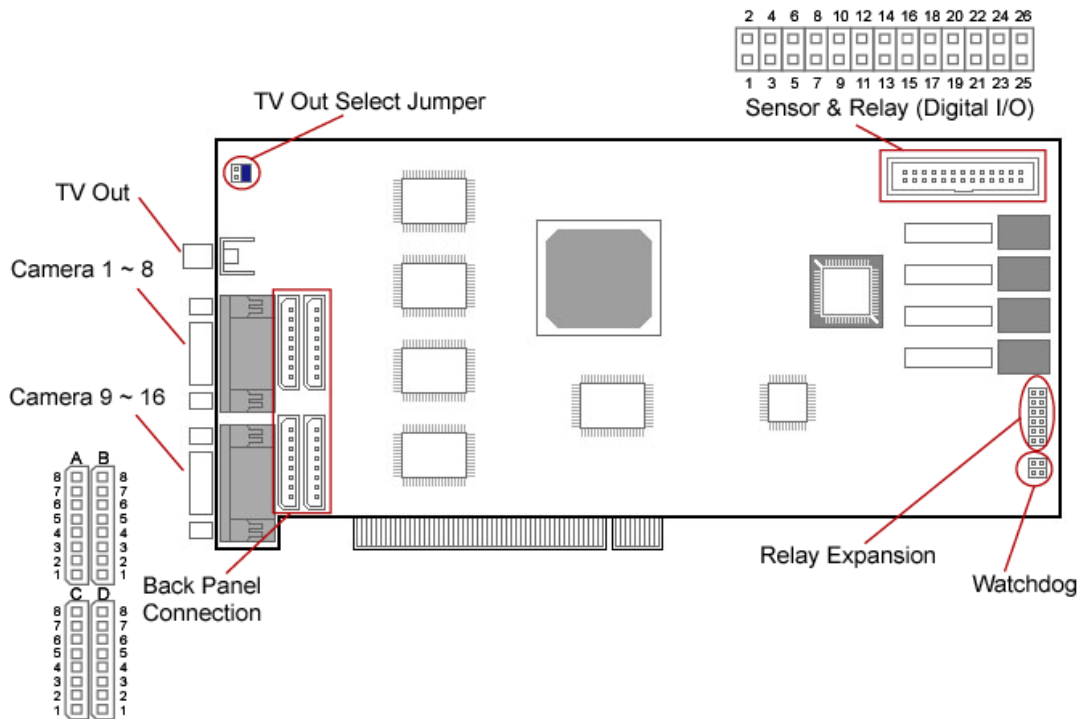 2 4 6 8 10 12 14 16 18 20 22 24 26
1 3 5 7 9 11 13 15 17 19 21 23 25
Sensor & Relay (Digital I/O)
TV Out Select Jumper
TV Out
Camera 1 ~ 8
Camera 9 ~ 16
A B
8 8
7 7
6 6
5 5
4 4
3 3
2 2
1 1
C D
8 8
7 7
6 6
5 5
4 4
3 3
2 2
1 1
Back Panel
Connection
Relay Expansion
Watchdog